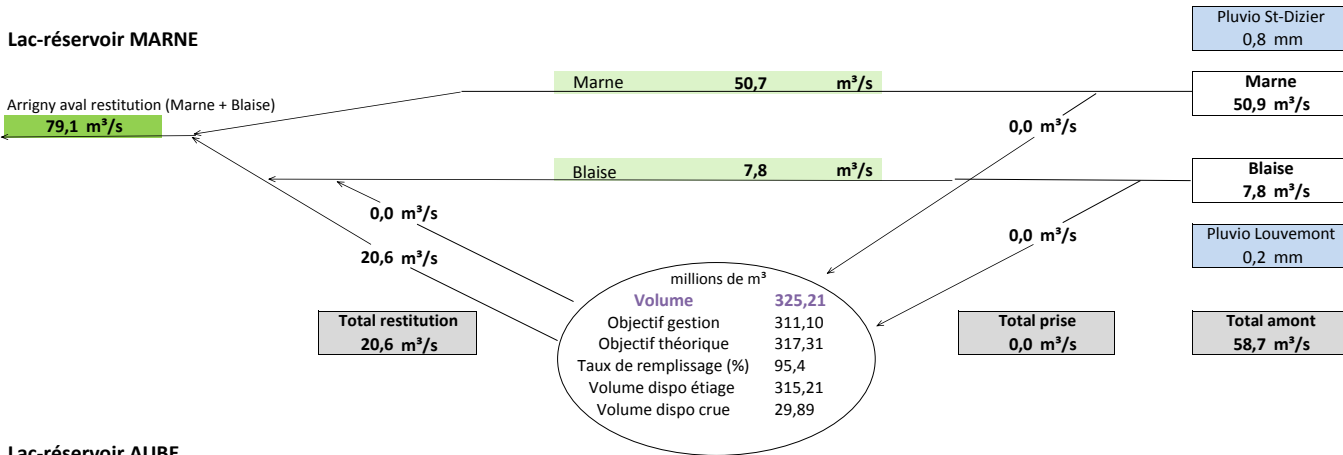 Pluvio St-Dizier
0,8 mm
Lac-réservoir MARNE
Marne 50,7 m³/s
Marne
50,9 m³/s
Arrigny aval restitution (Marne + Blaise)
79,1 m³/s
0,0 m³/s
Blaise 7,8 m³/s
Blaise
7,8 m³/s
0,0 m³/s
20,6 m³/s
0,0 m³/s
Pluvio Louvemont
0,2 mm
millions de m³
Volume 325,21
Objectif gestion 311,10
Objectif théorique 317,31
Taux de remplissage (%) 95,4
Volume dispo étiage 315,21
Volume dispo crue 29,89
Total restitution
20,6 m³/s
Total prise
0,0 m³/s
Total amont
58,7 m³/s
Lac-réservoir AUBE